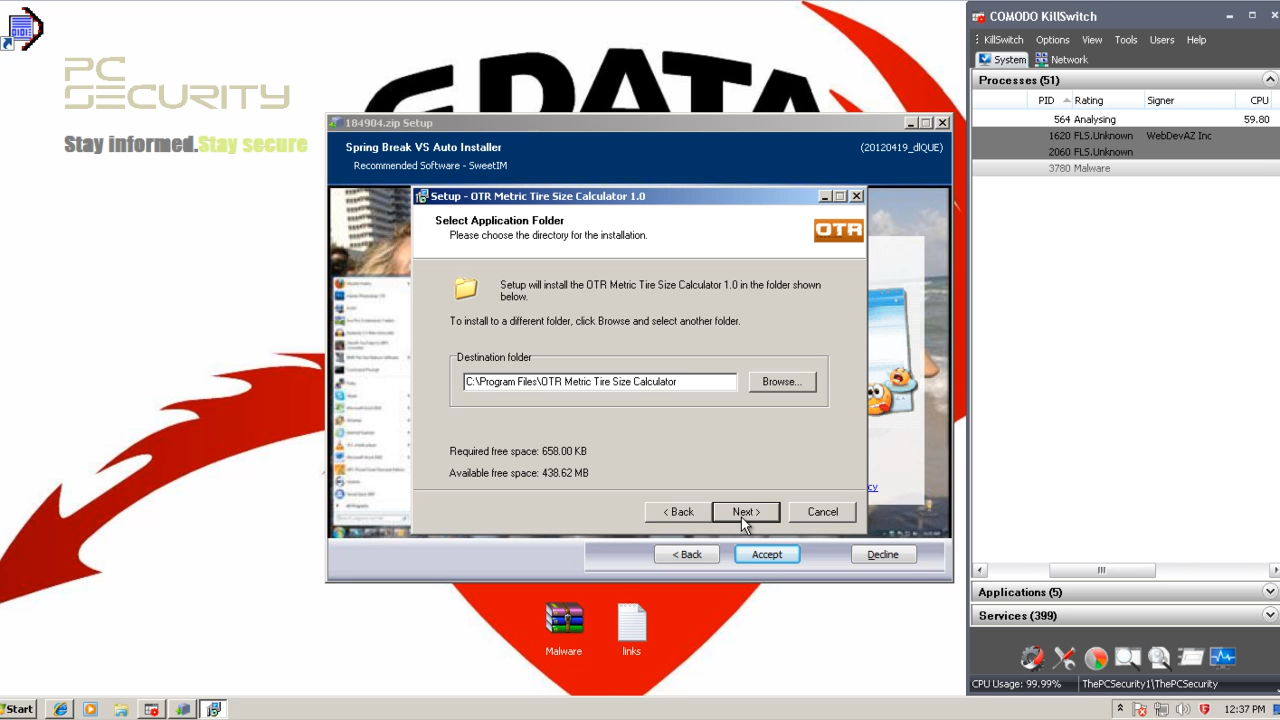 G DATA
PC
SECURITY
Stay informed.Stay secure
184904.zip Setup
Spring Break VS Auto Installer
(20120419_dlQUE)
Recommended Software - SweetIM
Setup - OTR Metric Tire Size Calculator 1.0
Select Application Folder
Please choose the directory for the installation.
OTR
Setup will install the OTR Metric Tire Size Calculator 1.0 in the folder shown
below.
To install to a different folder, click Browse and select another folder.
Destination folder
C:\Program Files\OTR Metric Tire Size Calculator
Browse...
Required free space: 658.00 KB
Available free space: 438.62 MB
cy
< Back
Next >
Cancel
< Back
Accept
Decline
Malware
links
COMODO KillSwitch
KillSwitch Options View Tools Users Help
System Network
Processes (51)
PID Rating Signer CPU
564 Analyzing 59.80
1620 FLS.Unknown WebDevAZ Inc
2060 FLS.Unknown
3780 Malware
Applications (5)
Services (399)
CPU Usage: 99.99% ThePCSecurity1\ThePCSecurity
Start
12:37 PM